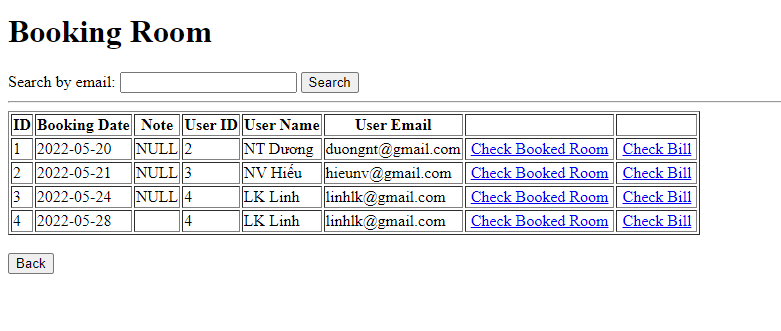 Booking Room
Search by email: Search
ID Booking Date Note User ID User Name User Email
1 2022-05-20 NULL 2 NT Dương duongnt@gmail.com Check Booked Room Check Bill
2 2022-05-21 NULL 3 NV Hiếu hieunv@gmail.com Check Booked Room Check Bill
3 2022-05-24 NULL 4 LK Linh linhlk@gmail.com Check Booked Room Check Bill
4 2022-05-28 4 LK Linh linhlk@gmail.com Check Booked Room Check Bill
Back